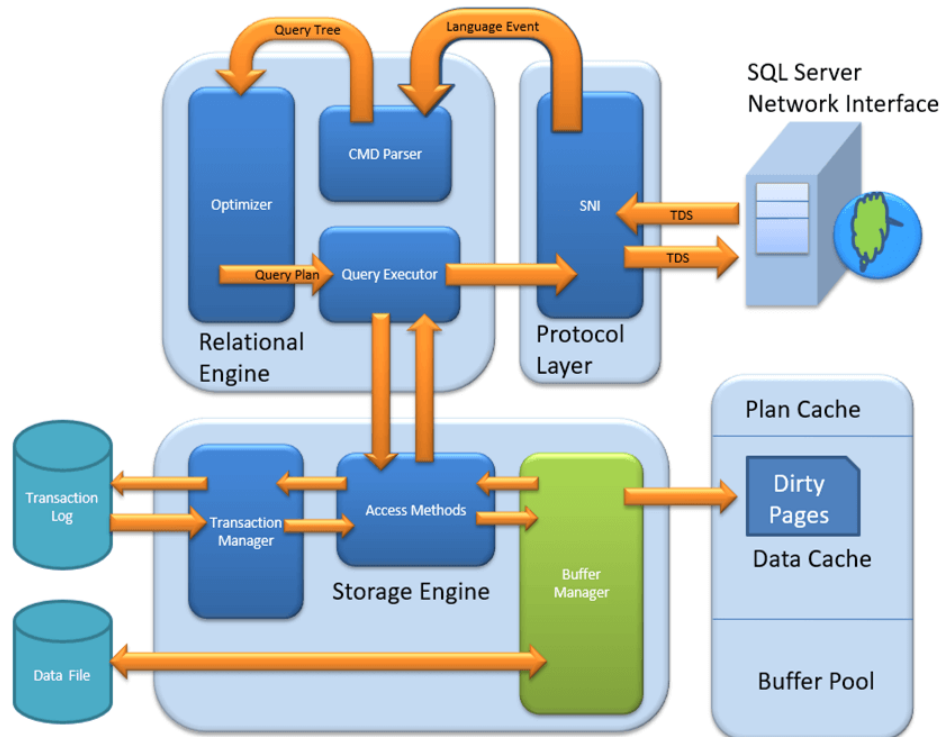 Query Tree
Language Event
SQL Server
Network Interface
CMD Parser
Optimizer
SNI
TDS
TDS
Query Plan
Query Executor
Relational
Engine
Protocol
Layer
Plan Cache
Dirty
Pages
Data Cache
Buffer Pool
Transaction
Log
Transaction
Manager
Access Methods
Storage Engine
Buffer
Manager
Data File